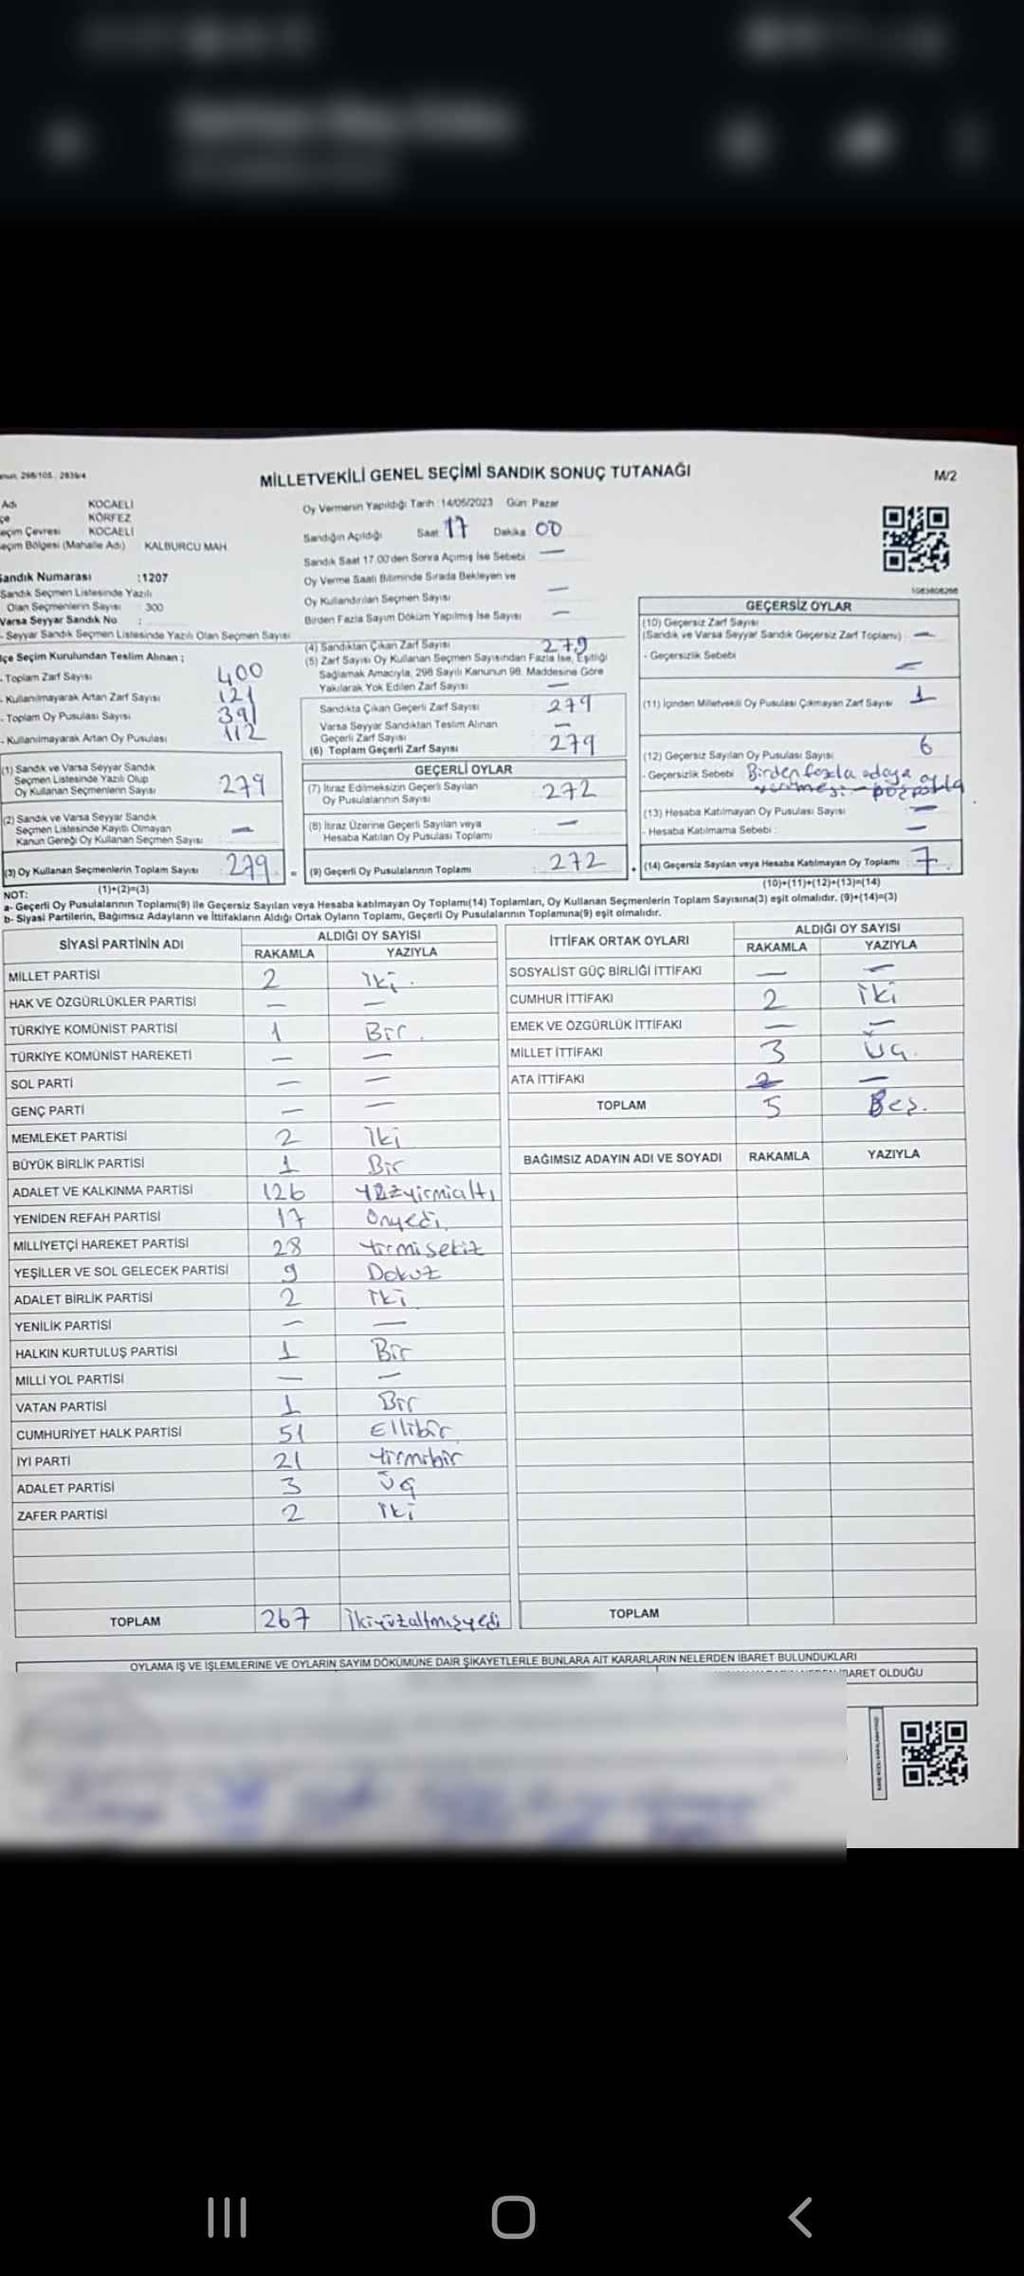 MİLLETVEKİLİ GENEL SEÇİMİ SANDIK SONUÇ TUTANAĞI
M/2
Adı KOCAELİ
çe KÖRFEZ
eçim Çevresi KOCAELİ
eçim Bölgesi (Mahalle Adı) KALBURCU MAH
Oy Vermenin Yapıldığı Tarih :14/05/2023 Gün: Pazar
Sandığın Açıldığı Saat 17 Dakika 00
Sandık Saat 17.00'den Sonra Açılmış İse Sebebi —
Oy Verme Saati Bitiminde Sırada Bekleyen ve
Oy Kullandırılan Seçmen Sayısı —
Birden Fazla Sayım Döküm Yapılmış İse Sayısı —
andık Numarası :1207
Sandık Seçmen Listesinde Yazılı
Olan Seçmenlerin Sayısı 300
Varsa Seyyar Sandık No :
- Seyyar Sandık Seçmen Listesinde Yazılı Olan Seçmen Sayısı
lçe Seçim Kurulundan Teslim Alınan ;
- Toplam Zarf Sayısı 400
- Kullanılmayarak Artan Zarf Sayısı 121
- Toplam Oy Pusulası Sayısı 391
- Kullanılmayarak Artan Oy Pusulası 112
(1) Sandık ve Varsa Seyyar Sandık
Seçmen Listesinde Yazılı Olup
Oy Kullanan Seçmenlerin Sayısı 279
(2) Sandık ve Varsa Seyyar Sandık
Seçmen Listesinde Kayıtlı Olmayan
Kanun Gereği Oy Kullanan Seçmen Sayısı —
(3) Oy Kullanan Seçmenlerin Toplam Sayısı 279
(1)+(2)=(3)
(4) Sandıktan Çıkan Zarf Sayısı 279
(5) Zarf Sayısı Oy Kullanan Seçmen Sayısından Fazla İse, Eşitliği
Sağlamak Amacıyla, 298 Sayılı Kanunun 98. Maddesine Göre
Yakılarak Yok Edilen Zarf Sayısı —
Sandıkta Çıkan Geçerli Zarf Sayısı 279
Varsa Seyyar Sandıktan Teslim Alınan
Geçerli Zarf Sayısı —
(6) Toplam Geçerli Zarf Sayısı 279
GEÇERLİ OYLAR
(7) İtiraz Edilmeksizin Geçerli Sayılan
Oy Pusulalarının Sayısı 272
(8) İtiraz Üzerine Geçerli Sayılan veya
Hesaba Katılan Oy Pusulası Toplamı —
= (9) Geçerli Oy Pusulalarının Toplamı 272
GEÇERSİZ OYLAR
(10) Geçersiz Zarf Sayısı
(Sandık ve Varsa Seyyar Sandık Geçersiz Zarf Toplamı) —
- Geçersizlik Sebebi —
(11) İçinden Milletvekili Oy Pusulası Çıkmayan Zarf Sayısı 1
(12) Geçersiz Sayılan Oy Pusulası Sayısı 6
- Geçersizlik Sebebi Birden fazla adaya oy
verilmesi —
(13) Hesaba Katılmayan Oy Pusulası Sayısı —
- Hesaba Katılmama Sebebi : —
+ (14) Geçersiz Sayılan veya Hesaba Katılmayan Oy Toplamı 7
(10)+(11)+(12)+(13)=(14)
NOT:
a- Geçerli Oy Pusulalarının Toplamı(9) ile Geçersiz Sayılan veya Hesaba katılmayan Oy Toplamı(14) Toplamları, Oy Kullanan Seçmenlerin Toplam Sayısına(3) eşit olmalıdır. (9)+(14)=(3)
b- Siyasi Partilerin, Bağımsız Adayların ve İttifakların Aldığı Ortak Oyların Toplamı, Geçerli Oy Pusulalarının Toplamına(9) eşit olmalıdır.
SİYASİ PARTİNİN ADI ALDIĞI OY SAYISI
RAKAMLA YAZIYLA
MİLLET PARTİSİ 2 İki.
HAK VE ÖZGÜRLÜKLER PARTİSİ — —
TÜRKİYE KOMÜNİST PARTİSİ 1 Bir.
TÜRKİYE KOMÜNİST HAREKETİ — —
SOL PARTİ — —
GENÇ PARTİ — —
MEMLEKET PARTİSİ 2 İki
BÜYÜK BİRLİK PARTİSİ 1 Bir
ADALET VE KALKINMA PARTİSİ 126 Yüzyirmialtı
YENİDEN REFAH PARTİSİ 17 Onyedi.
MİLLİYETÇİ HAREKET PARTİSİ 28 Yirmisekiz
YEŞİLLER VE SOL GELECEK PARTİSİ 9 Dokuz
ADALET BİRLİK PARTİSİ 2 İki
YENİLİK PARTİSİ — —
HALKIN KURTULUŞ PARTİSİ 1 Bir
MİLLİ YOL PARTİSİ — —
VATAN PARTİSİ 1 Bir
CUMHURİYET HALK PARTİSİ 51 Ellibir
İYİ PARTİ 21 Yirmibir
ADALET PARTİSİ 3 Üç
ZAFER PARTİSİ 2 İki
TOPLAM 267 İkiyüzaltmışyedi
İTTİFAK ORTAK OYLARI ALDIĞI OY SAYISI
RAKAMLA YAZIYLA
SOSYALİST GÜÇ BİRLİĞİ İTTİFAKI — —
CUMHUR İTTİFAKI 2 İki
EMEK VE ÖZGÜRLÜK İTTİFAKI — —
MİLLET İTTİFAKI 3 Üç.
ATA İTTİFAKI —
TOPLAM 5 Beş.
BAĞIMSIZ ADAYIN ADI VE SOYADI RAKAMLA YAZIYLA
TOPLAM
OYLAMA İŞ VE İŞLEMLERİNE VE OYLARIN SAYIM DÖKÜMÜNE DAİR ŞİKAYETLERLE BUNLARA AİT KARARLARIN NELERDEN İBARET BULUNDUKLARI
BARET OLDUĞU